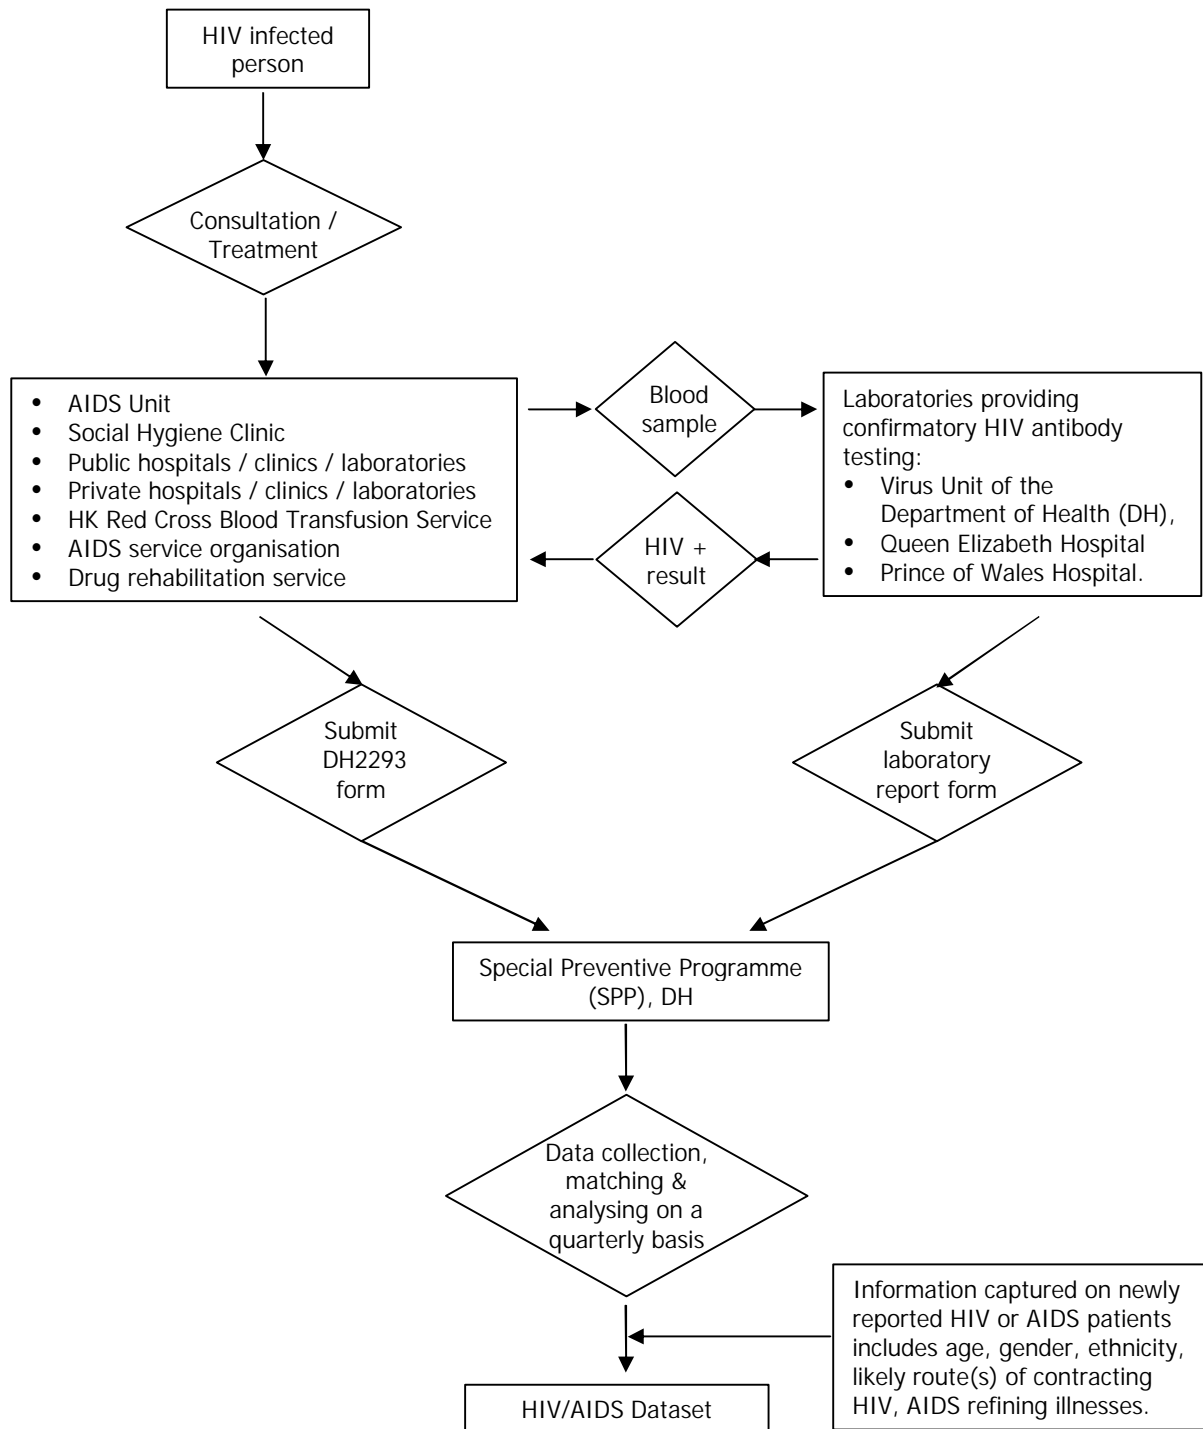 HIV infected
person
Consultation /
Treatment
• AIDS Unit
• Social Hygiene Clinic
• Public hospitals / clinics / laboratories
• Private hospitals / clinics / laboratories
• HK Red Cross Blood Transfusion Service
• AIDS service organisation
• Drug rehabilitation service
Blood
sample
HIV +
result
Laboratories providing
confirmatory HIV antibody
testing:
• Virus Unit of the
Department of Health (DH),
• Queen Elizabeth Hospital
• Prince of Wales Hospital.
Submit
DH2293
form
Submit
laboratory
report form
Special Preventive Programme
(SPP), DH
Data collection,
matching &
analysing on a
quarterly basis
Information captured on newly
reported HIV or AIDS patients
includes age, gender, ethnicity,
likely route(s) of contracting
HIV, AIDS refining illnesses.
HIV/AIDS Dataset